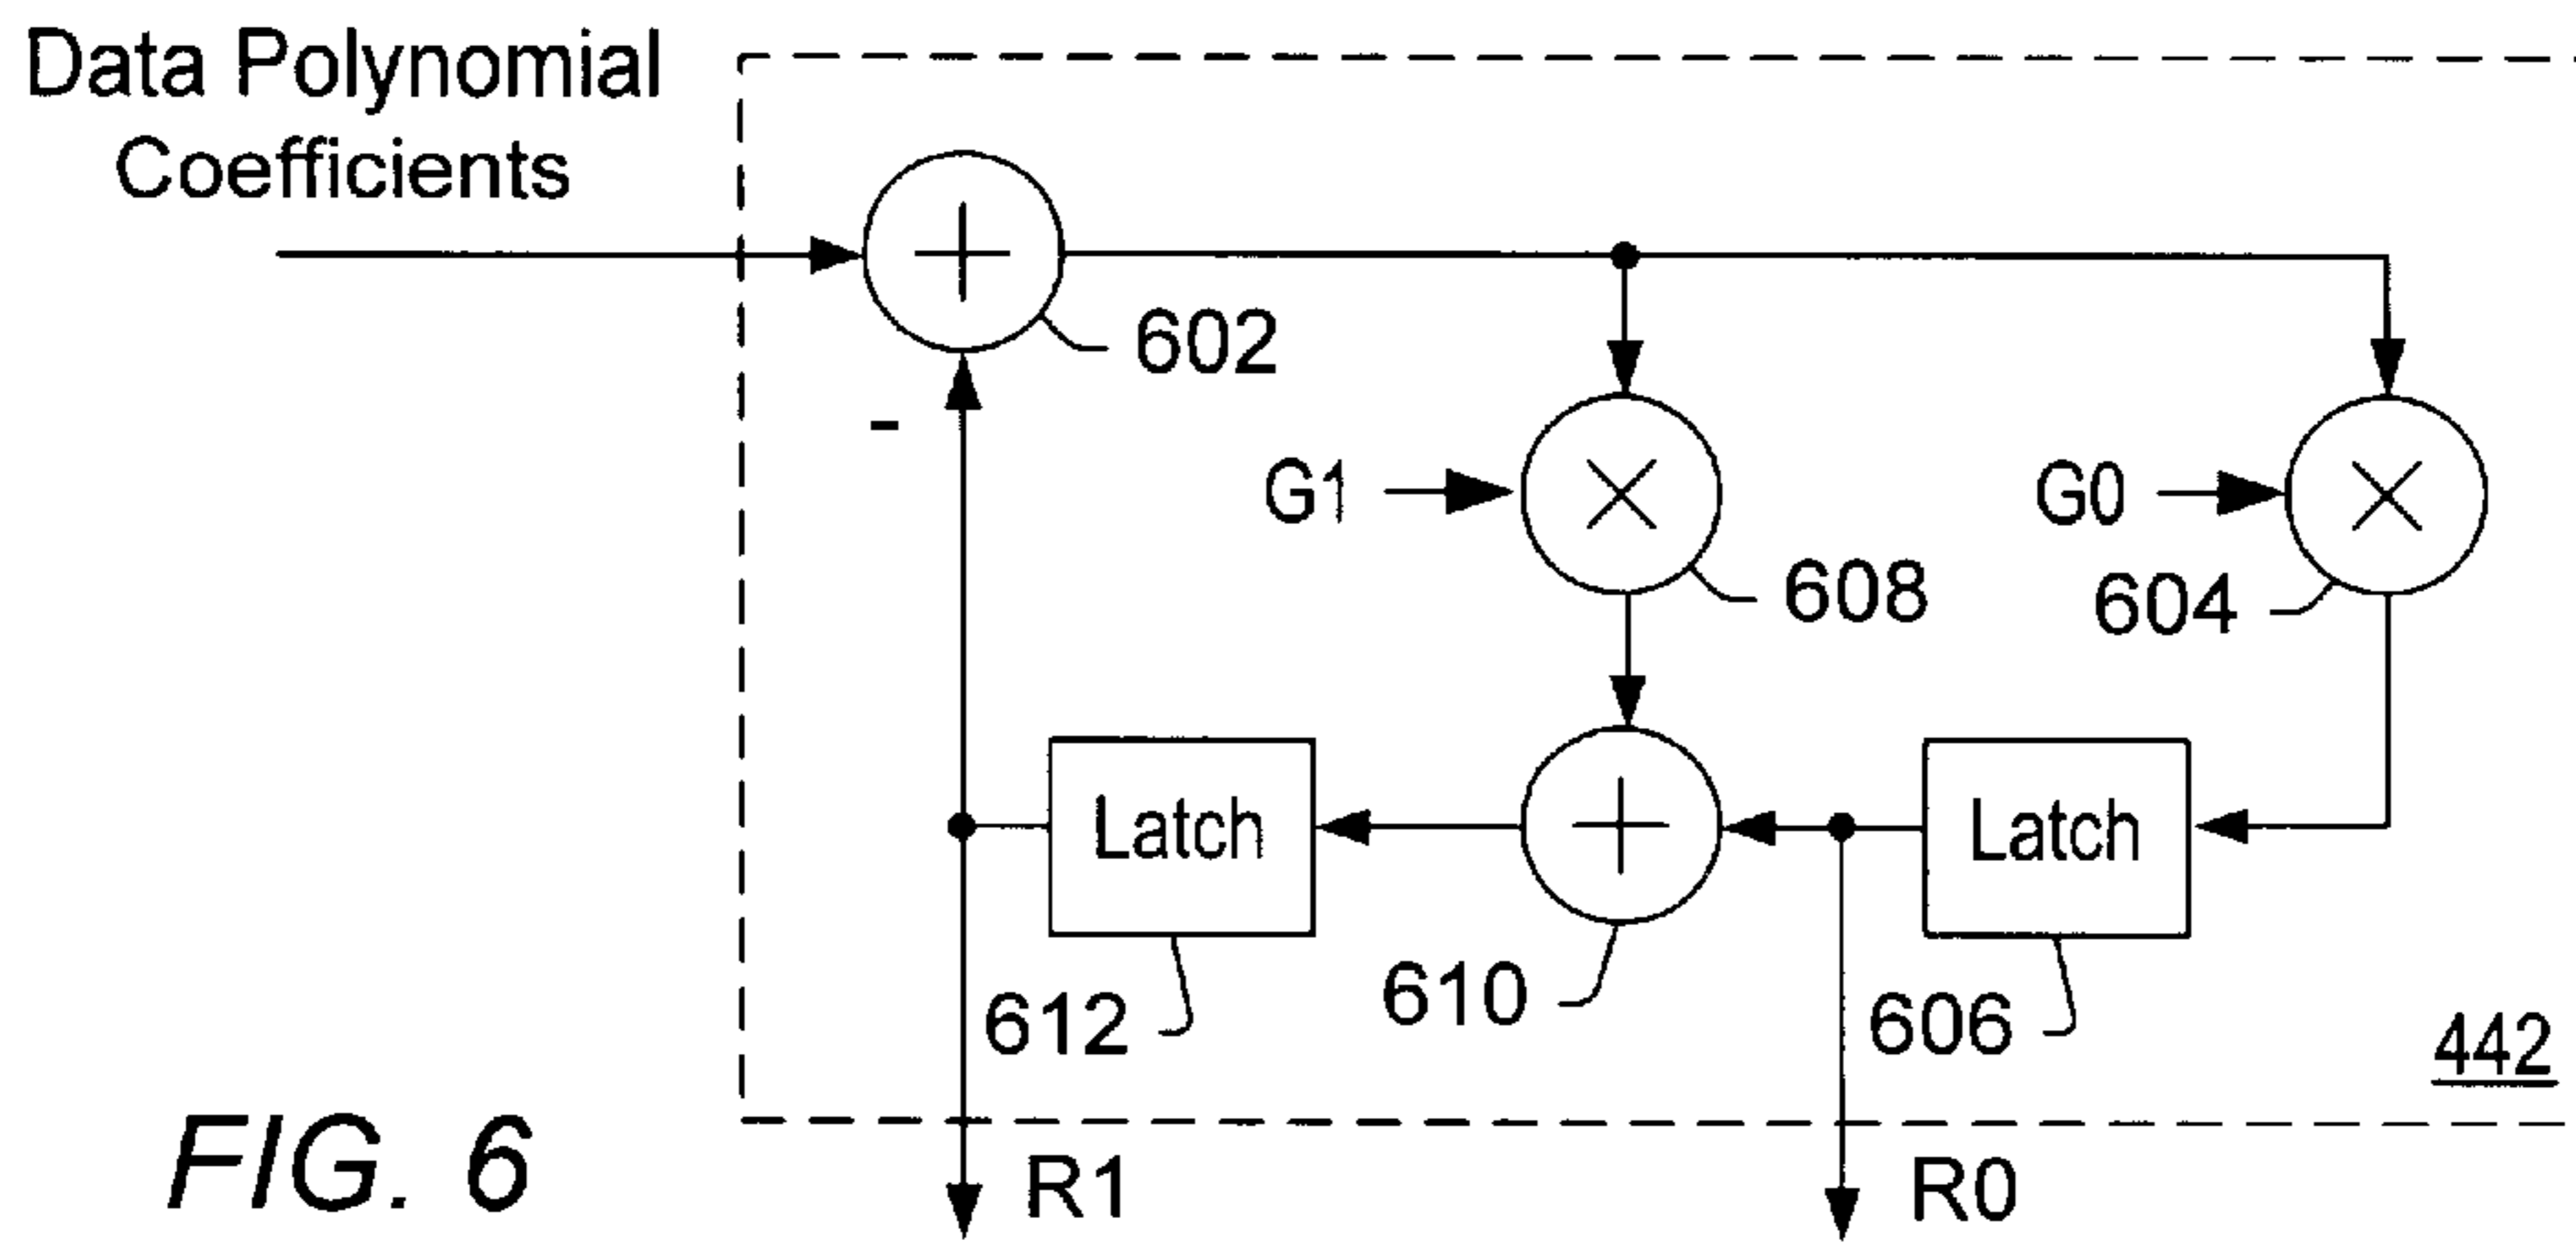 Data Polynomial
Coefficients
+
602
-
G1
×
608
G0
×
604
Latch
612
+
610
Latch
606
442
R1
R0
FIG. 6